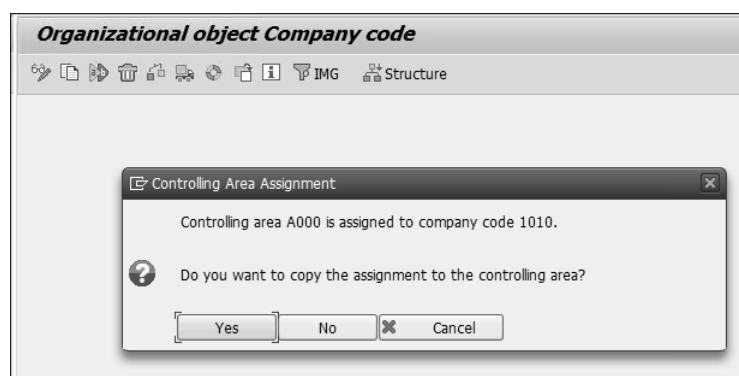 Organizational object Company code
IMG Structure
Controlling Area Assignment
Controlling area A000 is assigned to company code 1010.
Do you want to copy the assignment to the controlling area?
Yes No Cancel